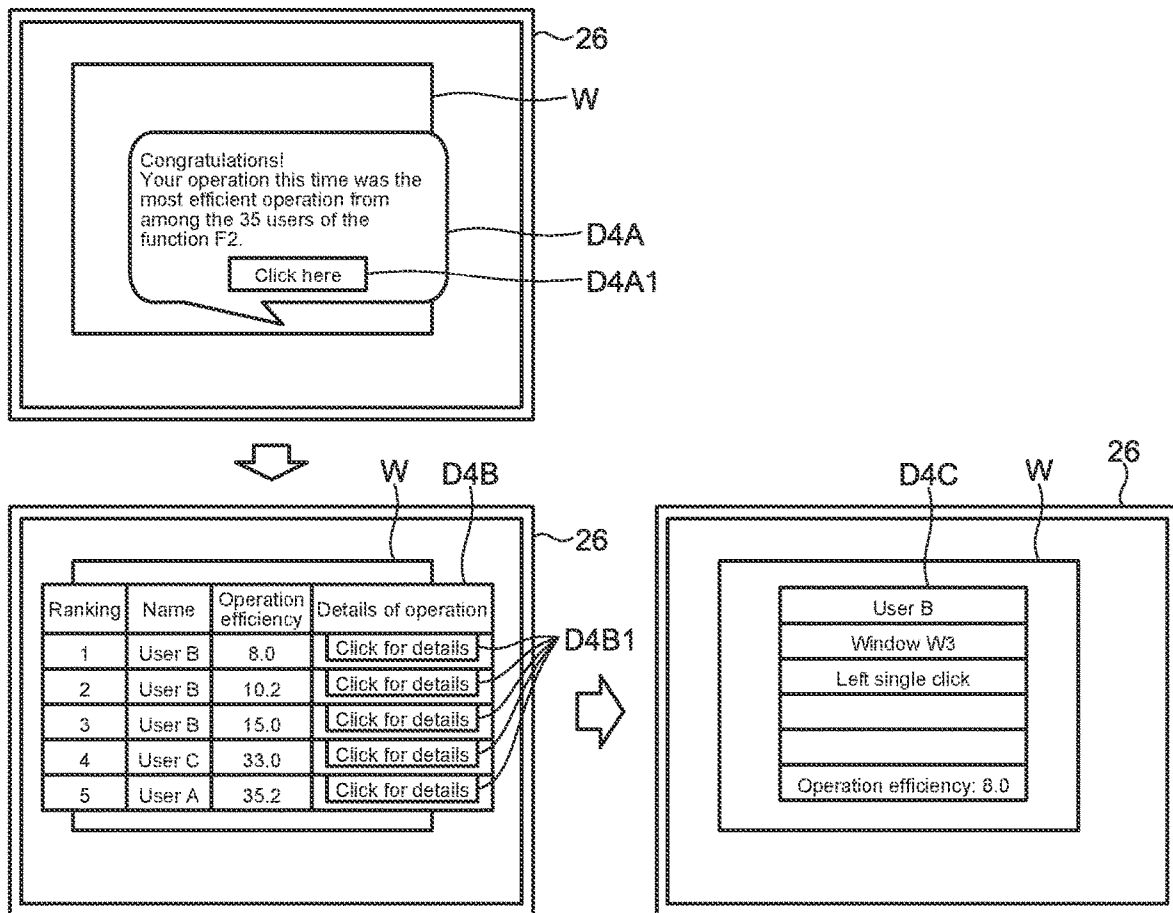 26
W
Congratulations!
Your operation this time was the
most efficient operation from
among the 35 users of the
function F2.
Click here
D4A
D4A1
W
D4B
26
Ranking Name Operation efficiency Details of operation
1 User B 8.0 Click for details
2 User B 10.2 Click for details
3 User B 15.0 Click for details
4 User C 33.0 Click for details
5 User A 35.2 Click for details
D4B1
D4C
W
26
User B
Window W3
Left single click
Operation efficiency: 8.0